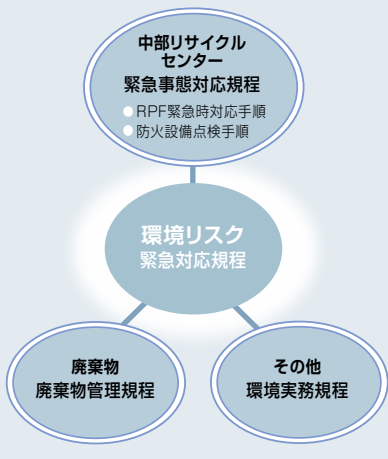 中部リサイクル
センター
緊急事態対応規程
●RPF緊急時対応手順
●防火設備点検手順
環境リスク
緊急対応規程
廃棄物
廃棄物管理規程
その他
環境実務規程